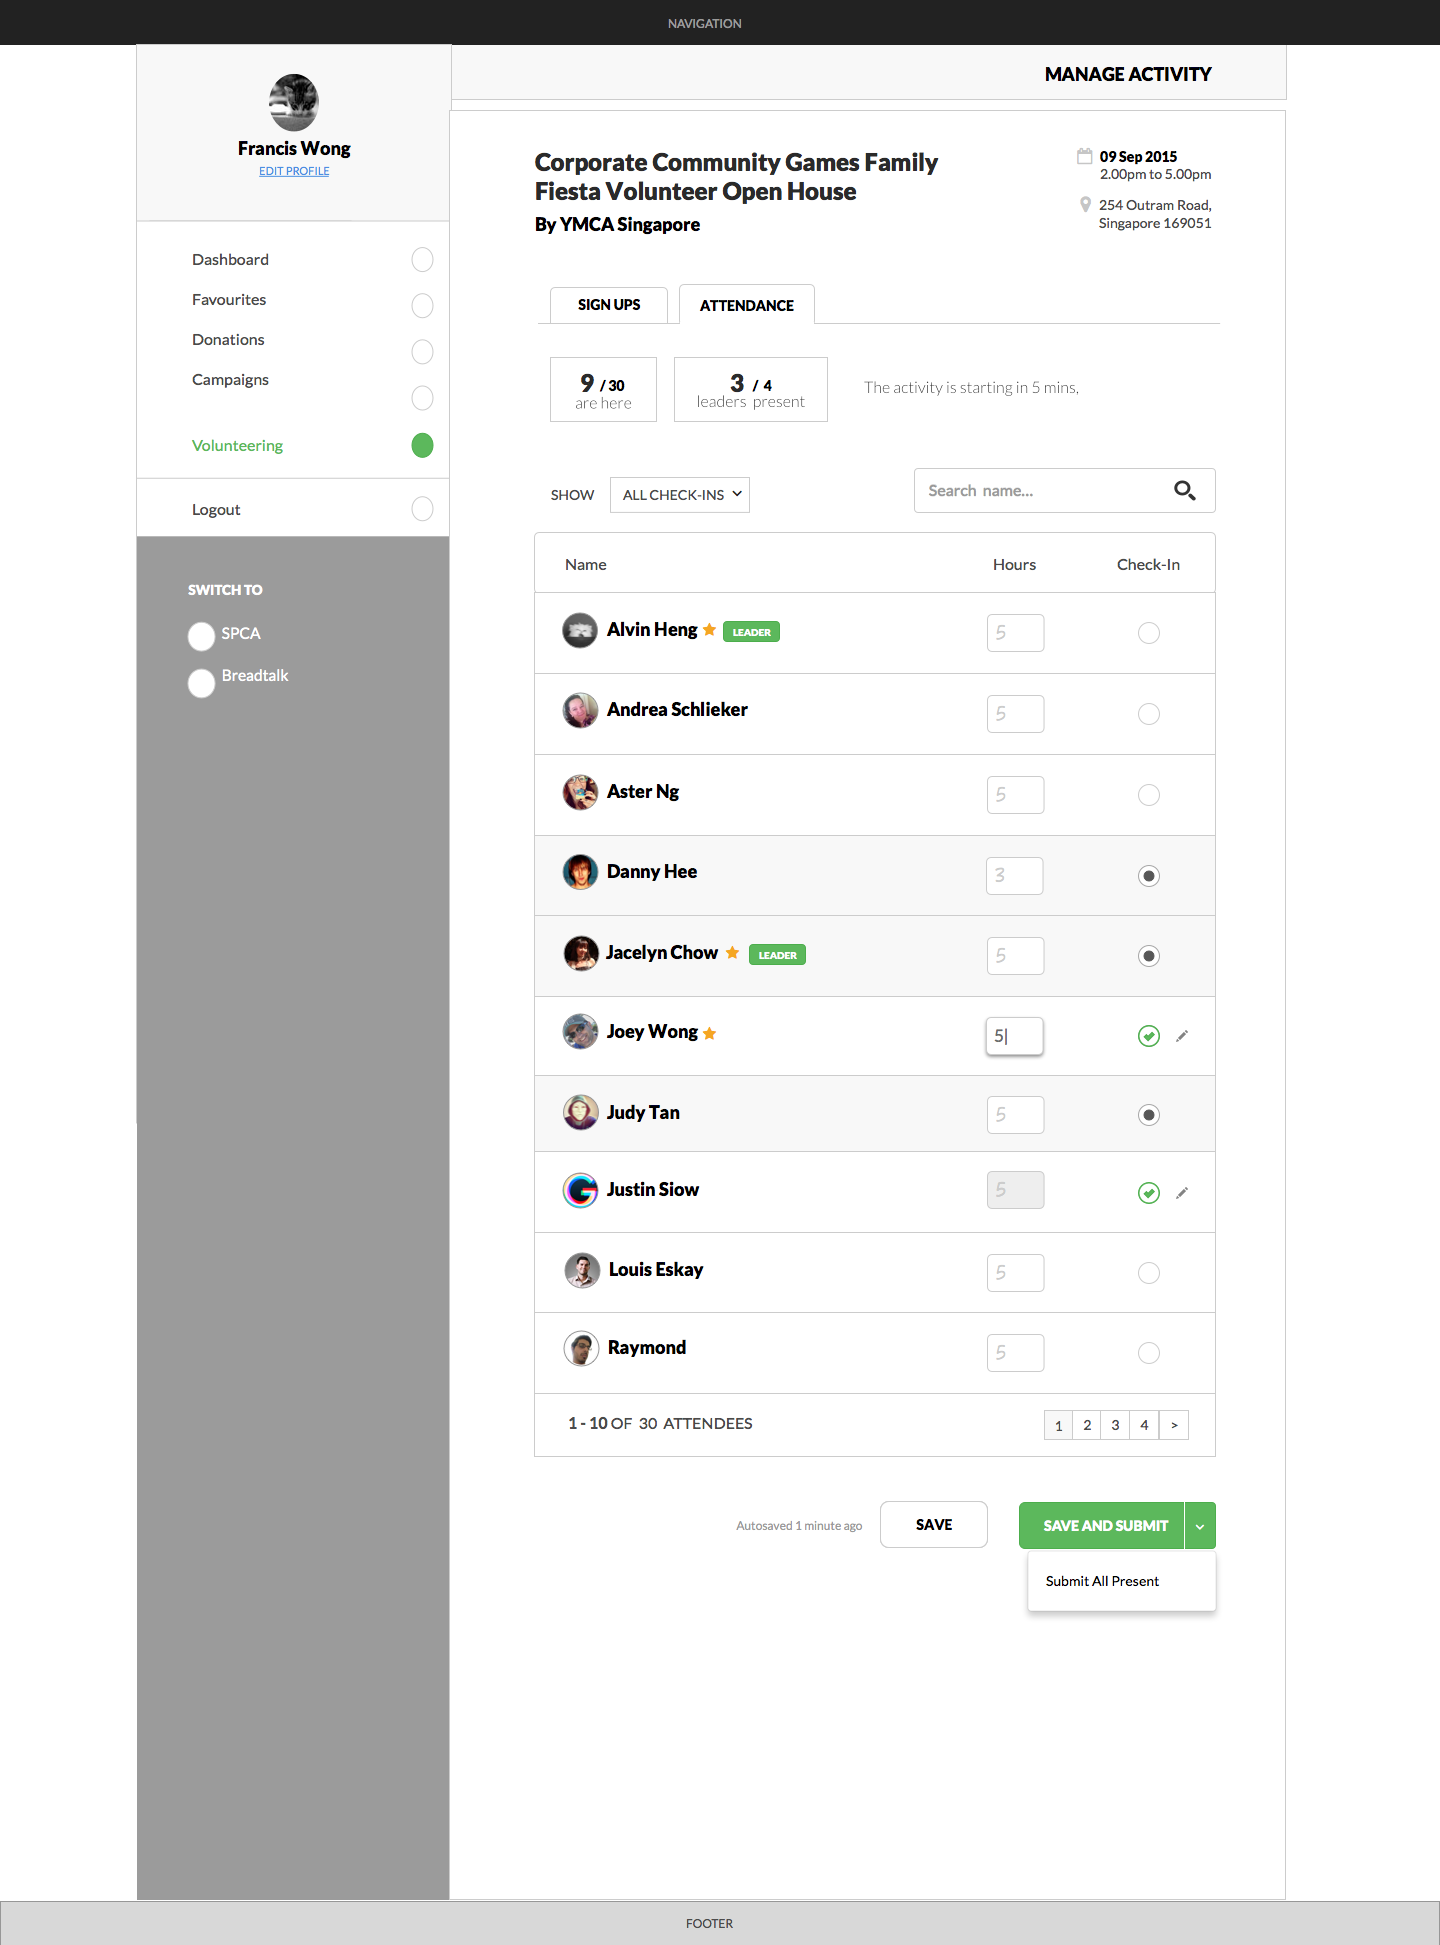 NAVIGATION
Francis Wong
EDIT PROFILE
Dashboard
Favourites
Donations
Campaigns
Volunteering
Logout
SWITCH TO
SPCA
Breadtalk
MANAGE ACTIVITY
Corporate Community Games Family
Fiesta Volunteer Open House
By YMCA Singapore
09 Sep 2015
2.00pm to 5.00pm
254 Outram Road,
Singapore 169051
SIGN UPS
ATTENDANCE
9 / 30
are here
3 / 4
leaders present
The activity is starting in 5 mins.
SHOW
ALL CHECK-INS
Search name...
Name Hours Check-In
Alvin Heng LEADER 5
Andrea Schlieker 5
Aster Ng 5
Danny Hee 3
Jacelyn Chow LEADER 5
Joey Wong 5
Judy Tan 5
Justin Siow 5
Louis Eskay 5
Raymond 5
1 - 10 OF 30 ATTENDEES
1 2 3 4 >
Autosaved 1 minute ago
SAVE
SAVE AND SUBMIT
Submit All Present
FOOTER